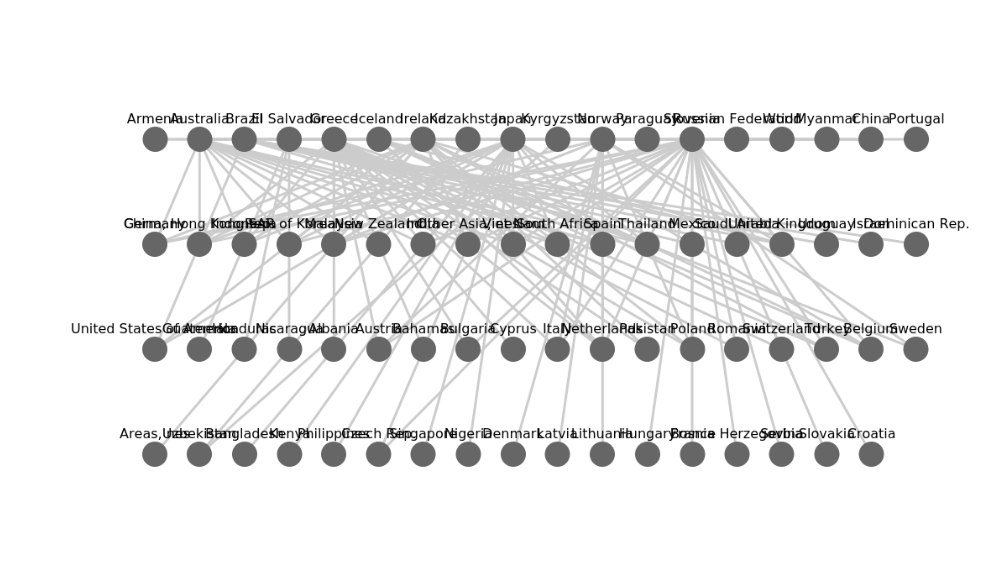 Armenia Australia Brazil El Salvador Greece Iceland Ireland Kazakhstan Japan Kyrgyzstan Norway Paraguay Slovenia Russian Federation World Myanmar China Portugal
Germany China, Hong Kong SAR Indonesia Rep. of Korea Malaysia New Zealand India Other Asia, nes Viet Nam South Africa Spain Thailand Mexico Saudi Arabia United Kingdom Uruguay Israel Dominican Rep.
United States of America Guatemala Honduras Nicaragua Albania Austria Bahamas Bulgaria Cyprus Italy Netherlands Pakistan Poland Romania Switzerland Turkey Belgium Sweden
Areas, nes Uzbekistan Bangladesh Kenya Philippines Czech Rep. Singapore Nigeria Denmark Latvia Lithuania Hungary France Bosnia Herzegovina Serbia Slovakia Croatia